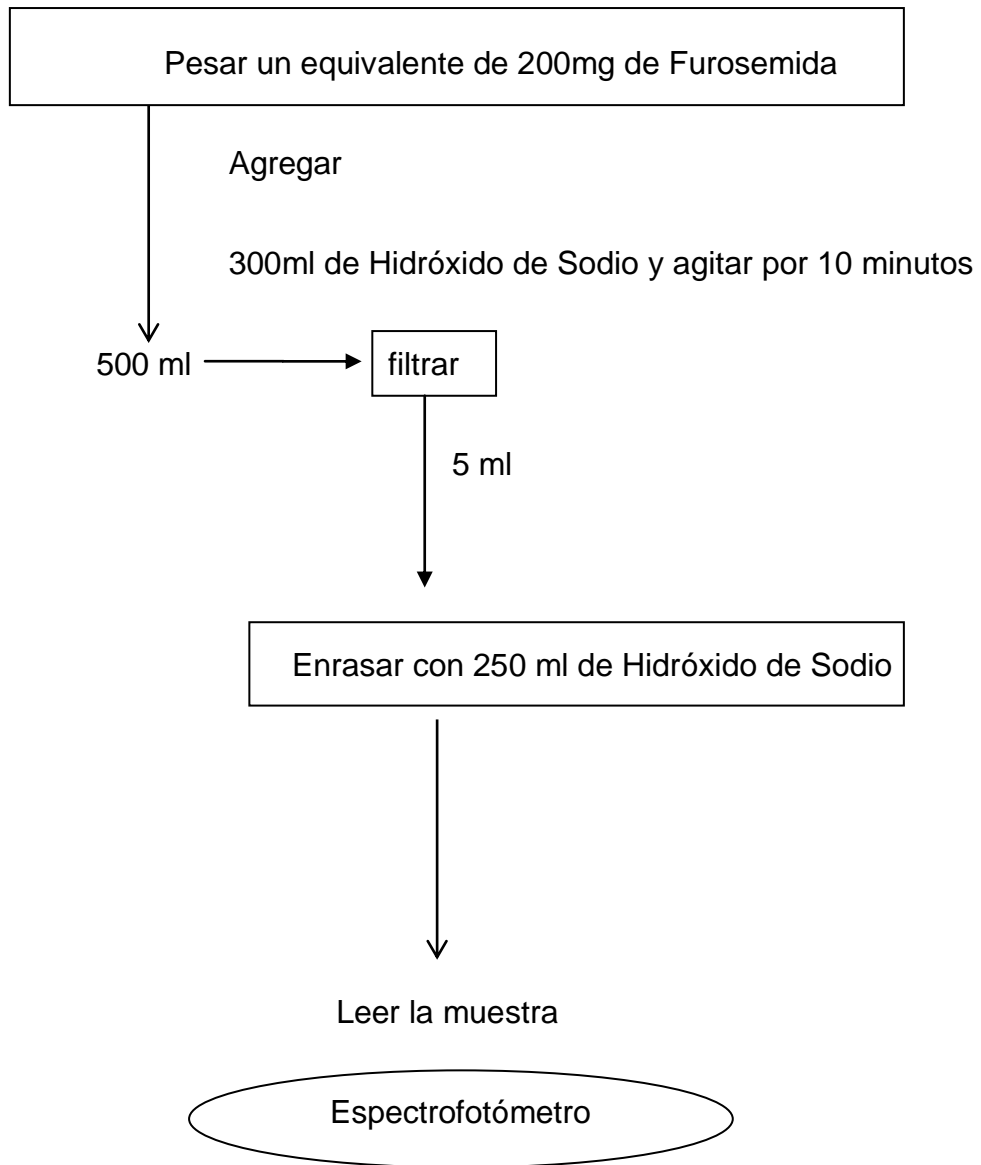 Pesar un equivalente de 200mg de Furosemida
Agregar
300ml de Hidróxido de Sodio y agitar por 10 minutos
500 ml
filtrar
5 ml
Enrasar con 250 ml de Hidróxido de Sodio
Leer la muestra
Espectrofotómetro